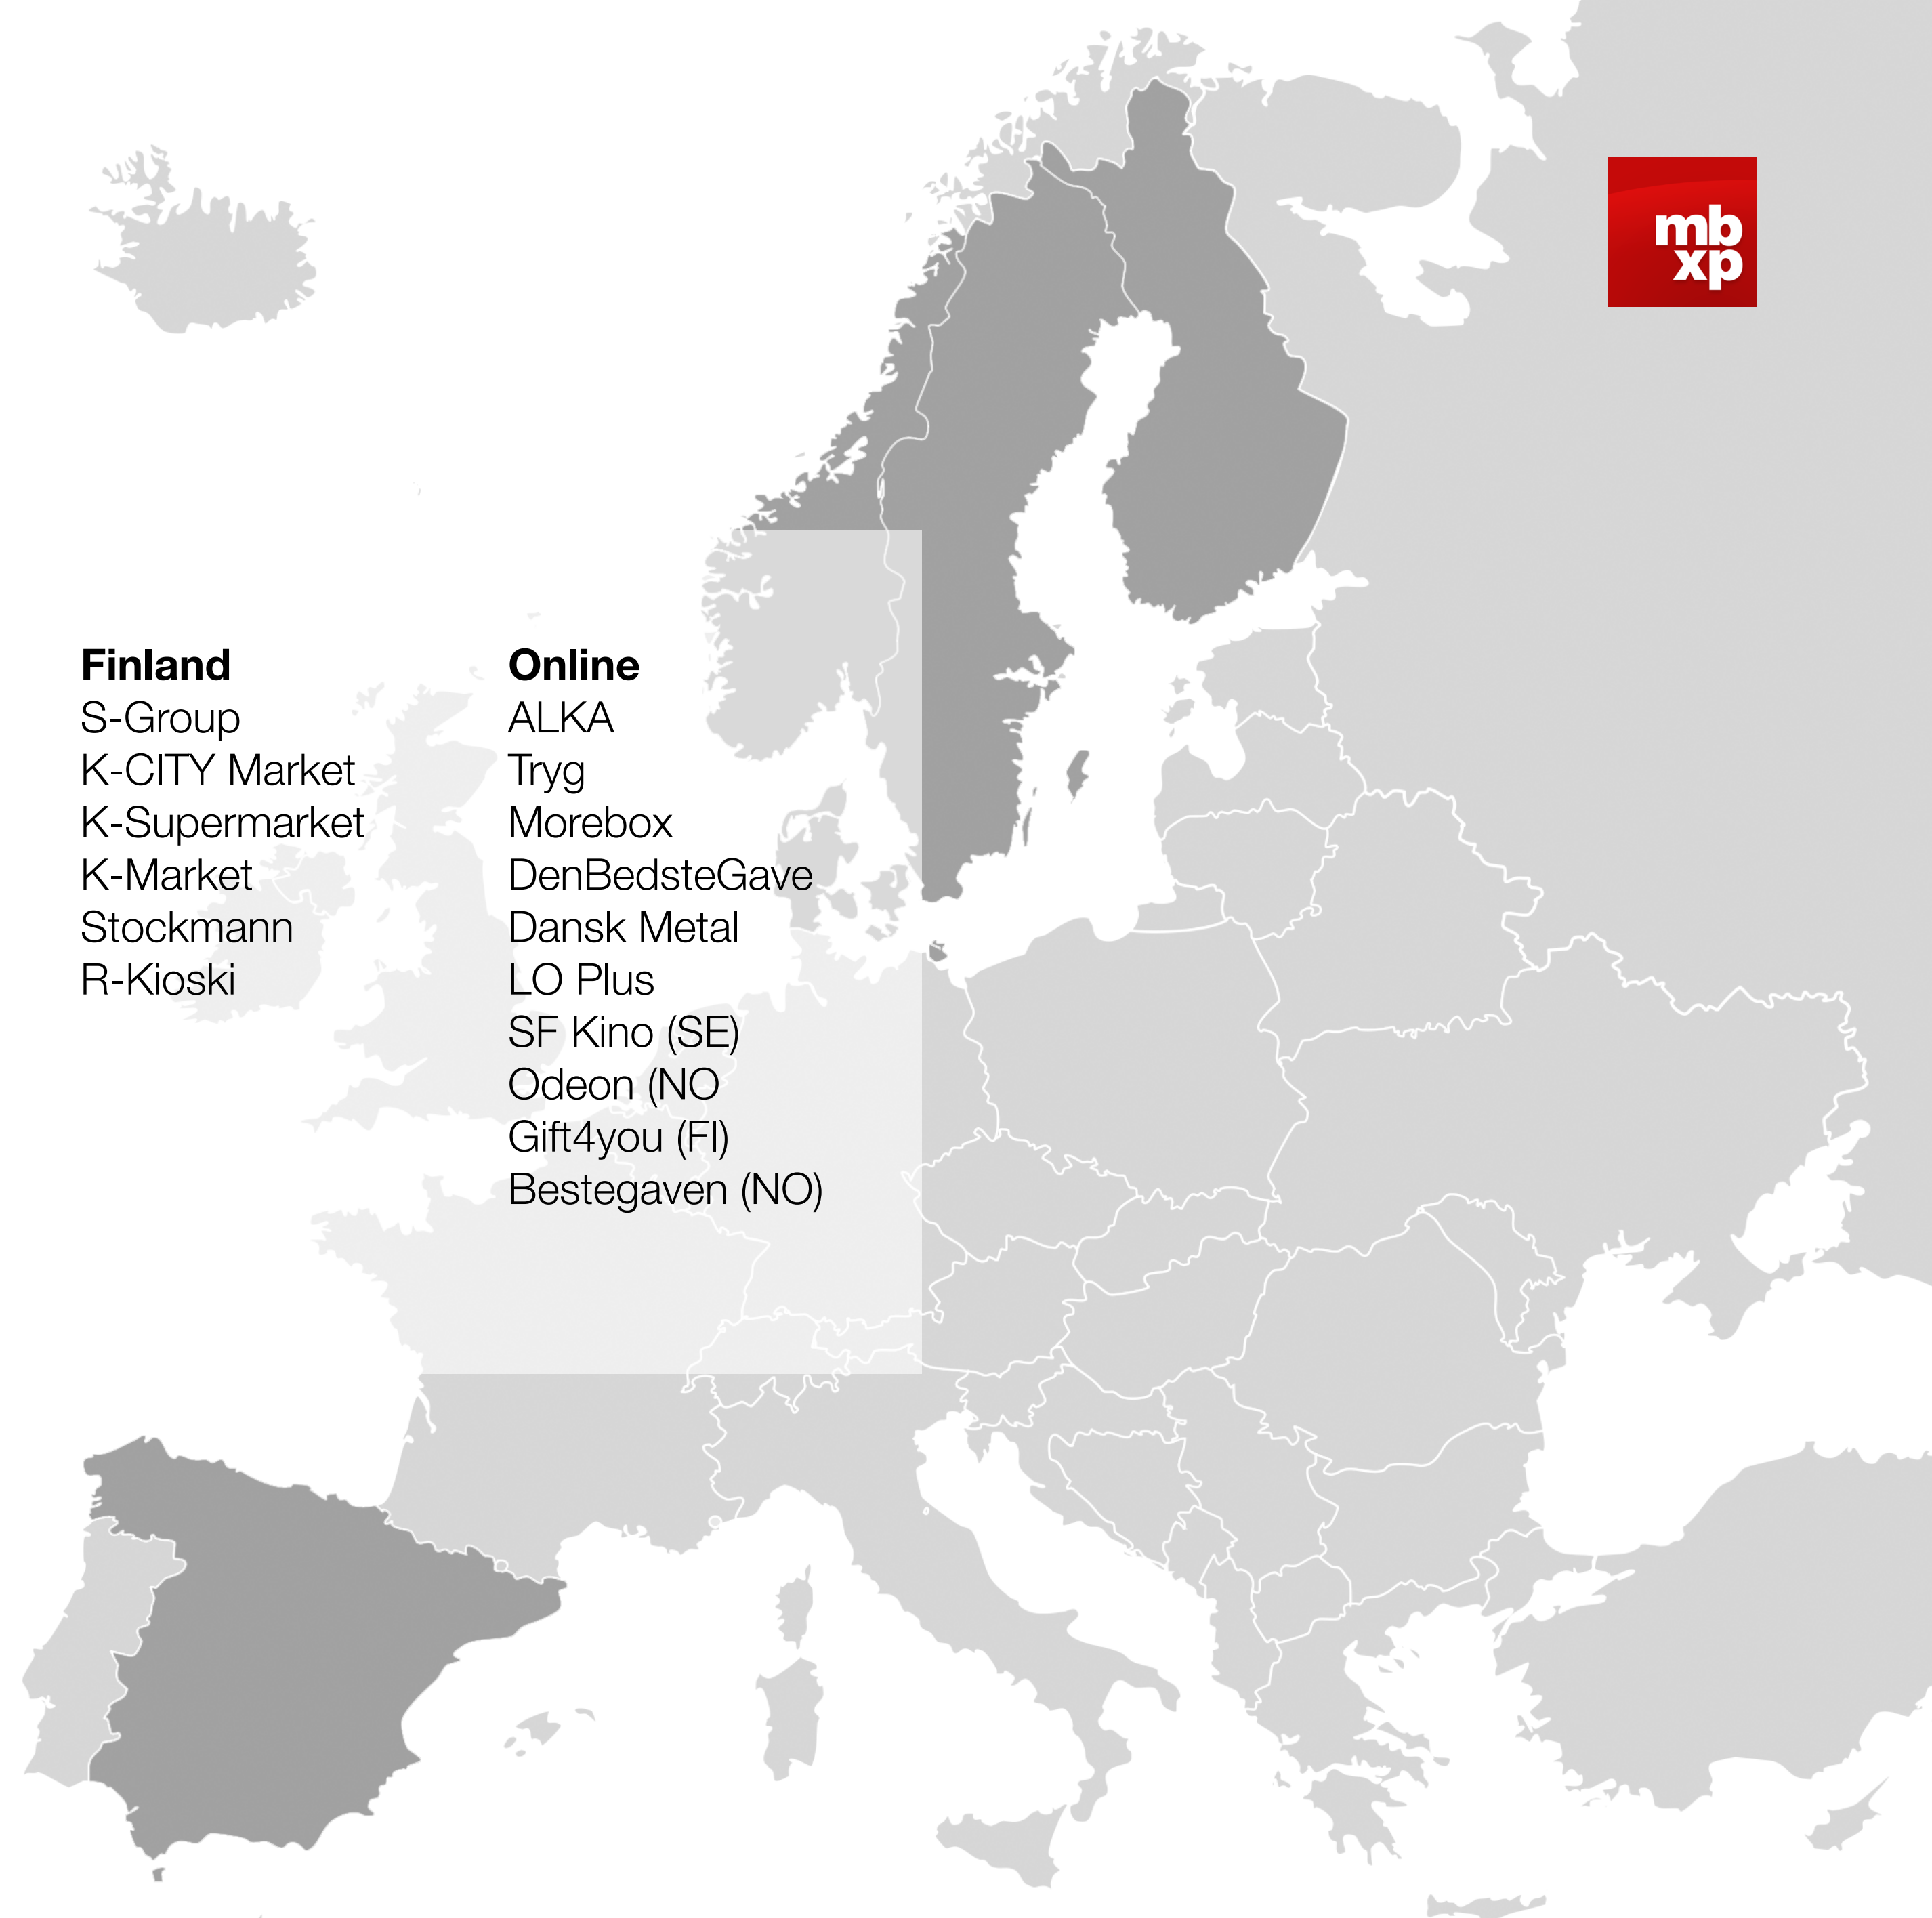 mb
xp
Finland
S-Group
K-CITY Market
K-Supermarket
K-Market
Stockmann
R-Kioski
Online
ALKA
Tryg
Morebox
DenBedsteGave
Dansk Metal
LO Plus
SF Kino (SE)
Odeon (NO
Gift4you (FI)
Bestegaven (NO)